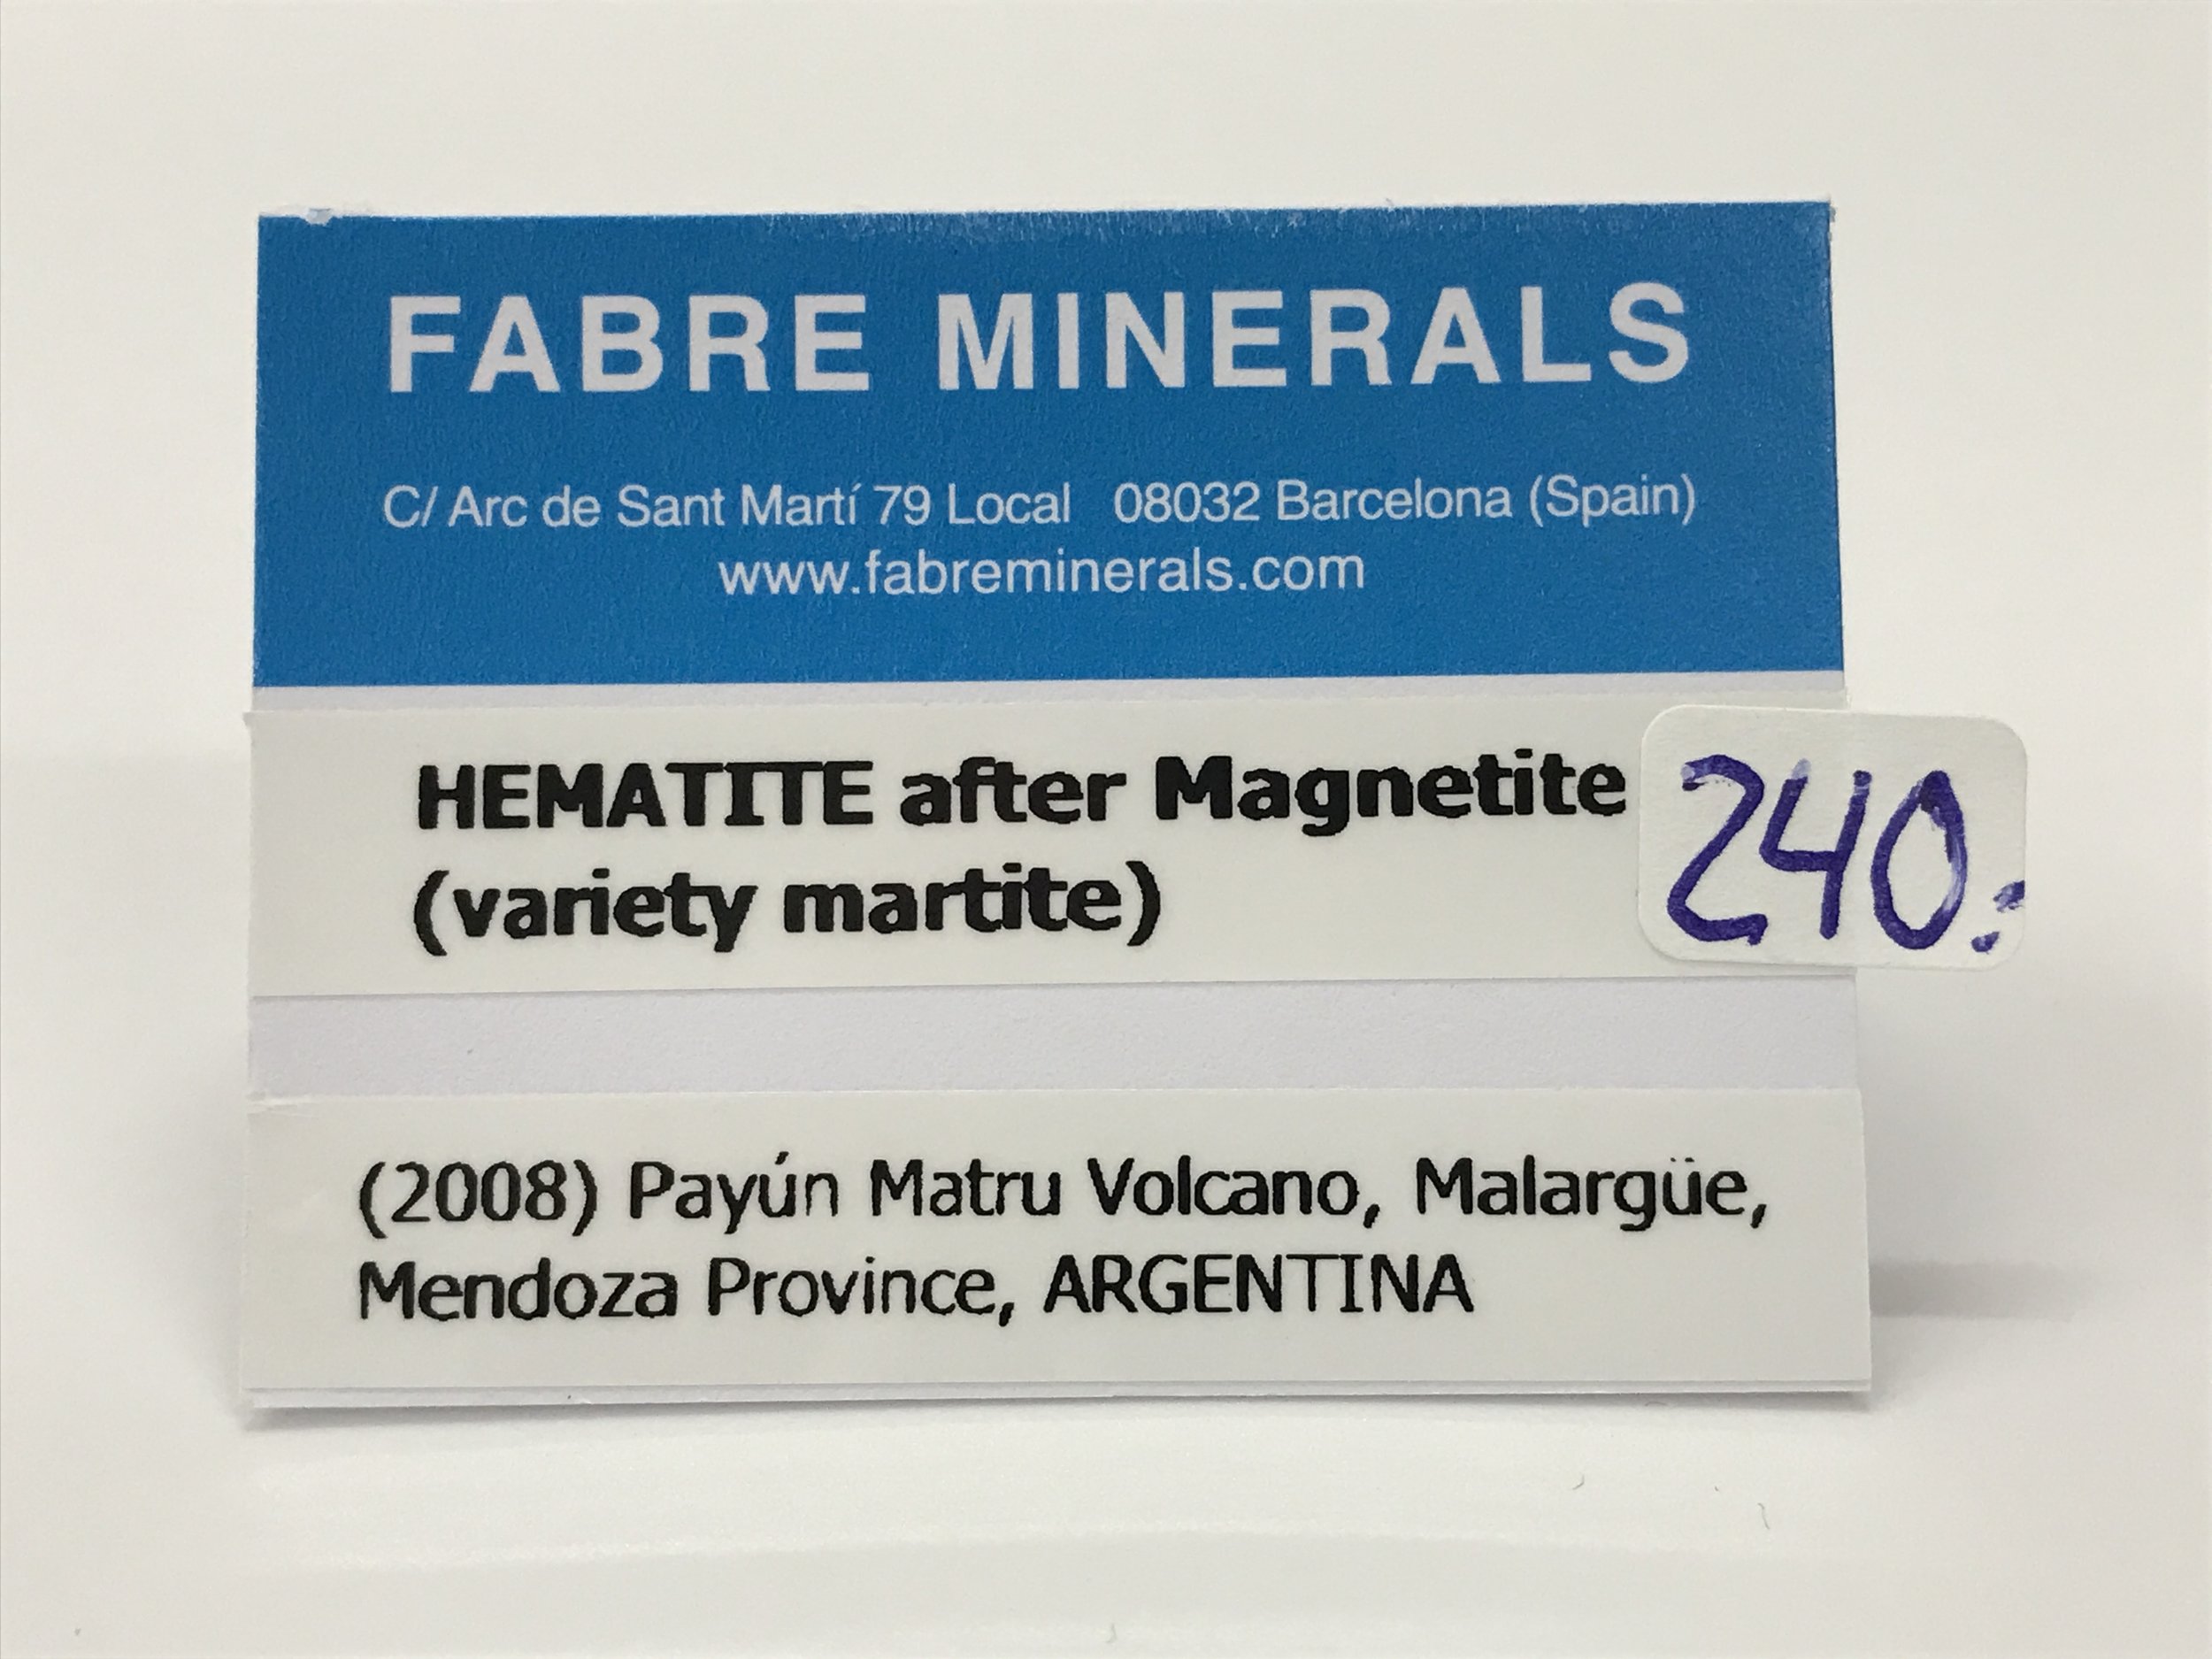 FABRE MINERALS
C/ Arc de Sant Martí 79 Local 08032 Barcelona (Spain)
www.fabreminerals.com
HEMATITE after Magnetite
(variety martite)
240.
(2008) Payún Matru Volcano, Malargüe,
Mendoza Province, ARGENTINA